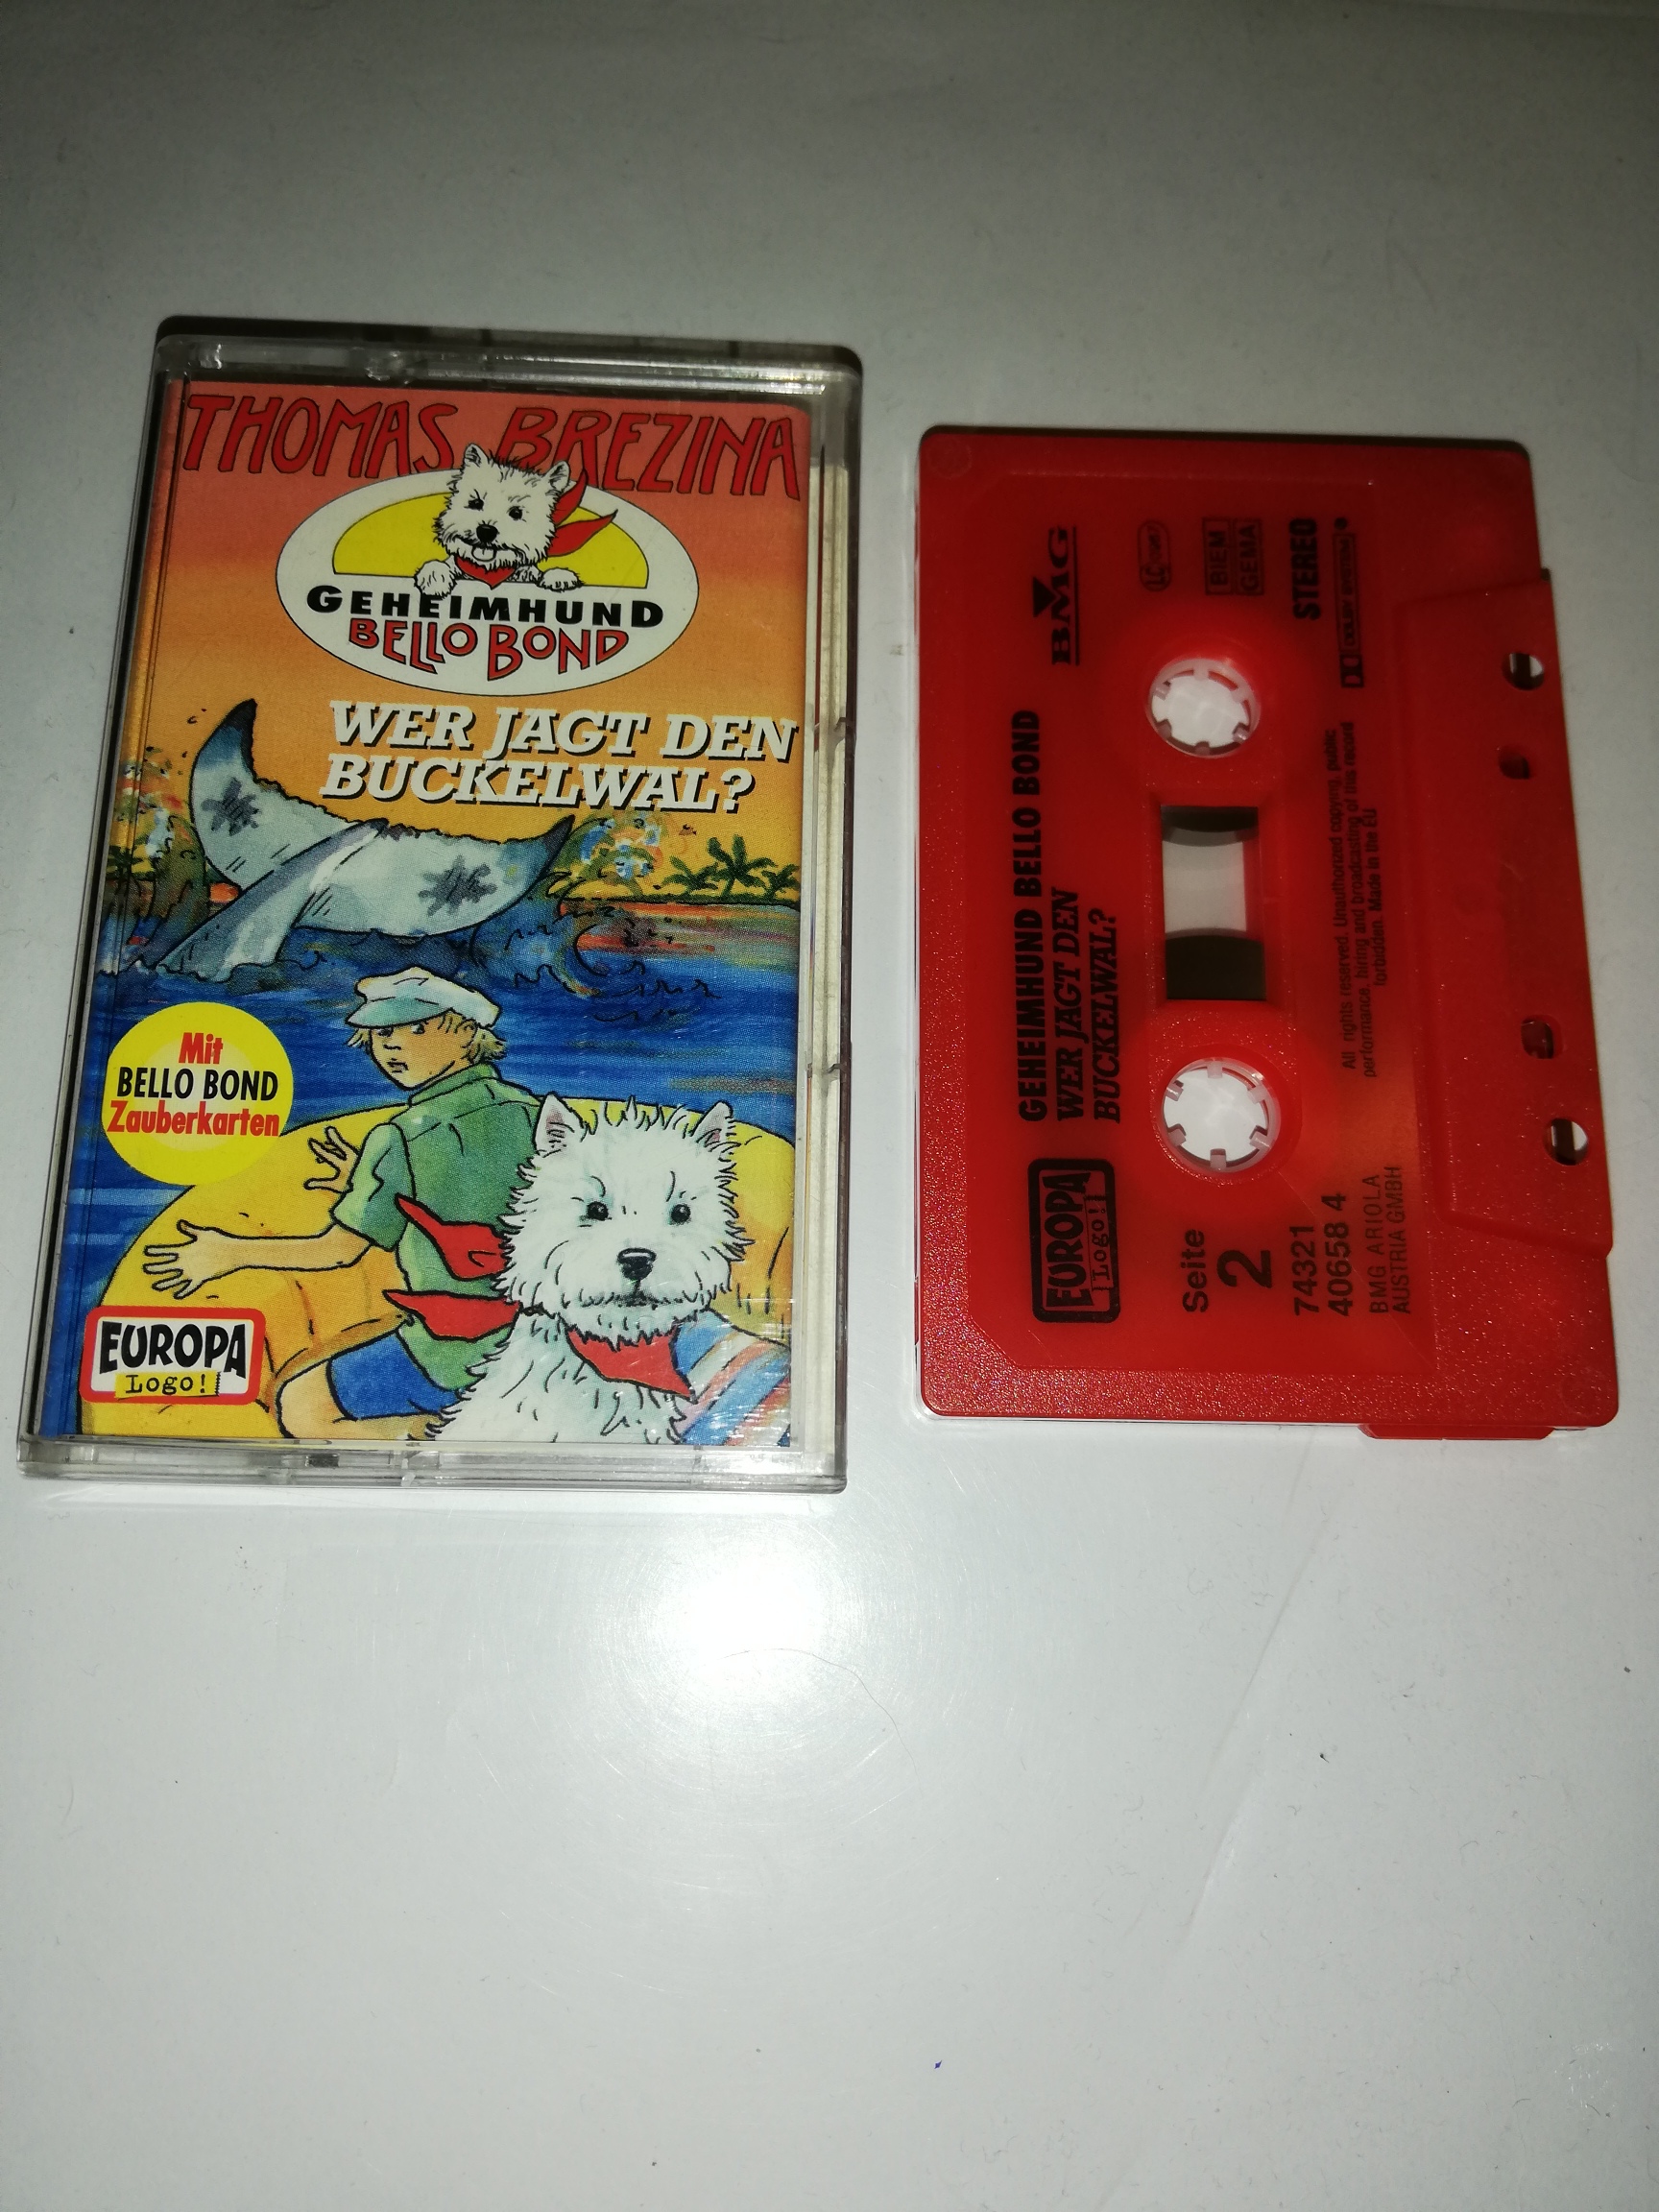 THOMAS BREZINA
GEHEIMHUND
BELLO BOND
WER JAGT DEN
BUCKELWAL?
Mit
BELLO BOND
Zauberkarten
EUROPA
Logo!
EUROPA
Logo!
GEHEIMHUND BELLO BOND
WER JAGT DEN
BUCKELWAL?
BMG
BIEM
GEMA
STEREO
DOLBY SYSTEM
Seite
2
74321
40658 4
BMG ARIOLA
AUSTRIA GMBH
All rights reserved. Unauthorized copying, public
performance, hiring and broadcasting of this record
forbidden. Made in the EU